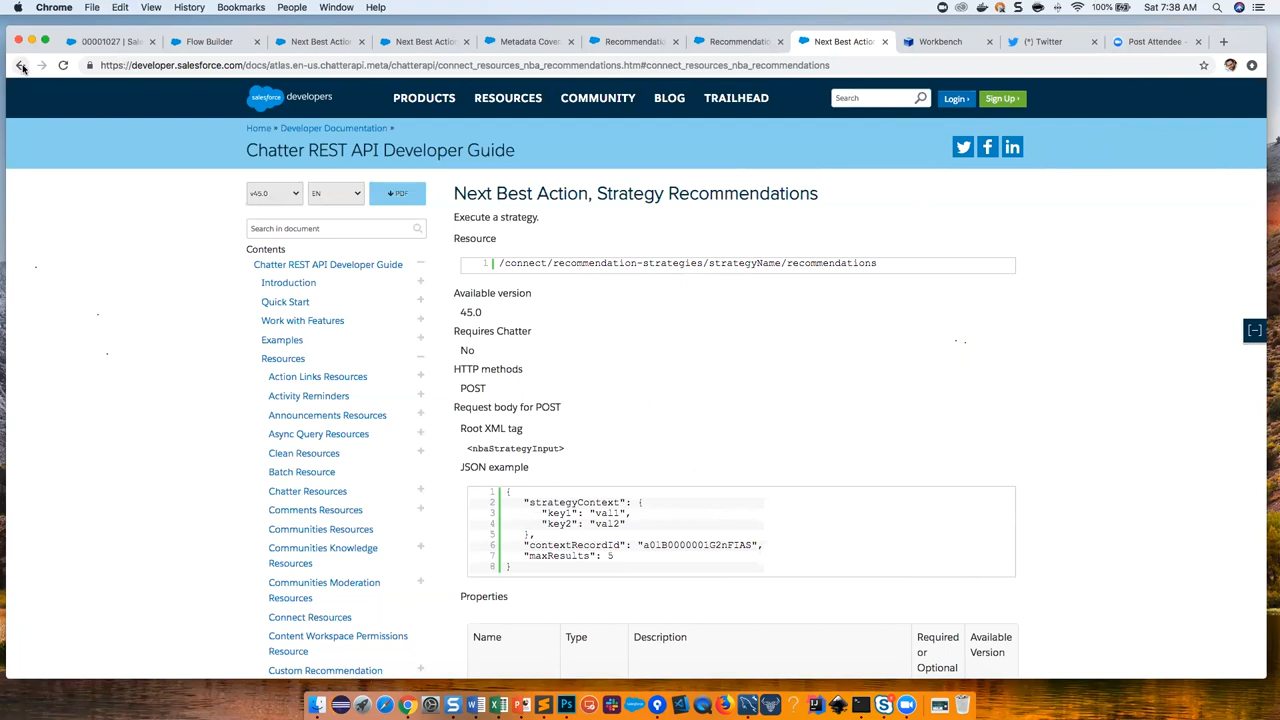 Chrome File Edit View History Bookmarks People Window Help 100% Sat 7:38 AM
00001027 | Sal Flow Builder Next Best Action Next Best Action Metadata Cove Recommendati Recommendati Next Best Actio Workbench (*) Twitter Post Attendee -
https://developer.salesforce.com/docs/atlas.en-us.chatterapi.meta/chatterapi/connect_resources_nba_recommendations.htm#connect_resources_nba_recommendations
salesforce developers PRODUCTS RESOURCES COMMUNITY BLOG TRAILHEAD Search Login › Sign Up ›
Home » Developer Documentation »
Chatter REST API Developer Guide
v45.0 EN PDF
Search in document
Contents
Chatter REST API Developer Guide
Introduction
Quick Start
Work with Features
Examples
Resources
Action Links Resources
Activity Reminders
Announcements Resources
Async Query Resources
Clean Resources
Batch Resource
Chatter Resources
Comments Resources
Communities Resources
Communities Knowledge
Resources
Communities Moderation
Resources
Connect Resources
Content Workspace Permissions
Resource
Custom Recommendation
Next Best Action, Strategy Recommendations
Execute a strategy.
Resource
1 /connect/recommendation-strategies/strategyName/recommendations
Available version
45.0
Requires Chatter
No
HTTP methods
POST
Request body for POST
Root XML tag
<nbaStrategyInput>
JSON example
1 {
2 "strategyContext": {
3 "key1": "val1",
4 "key2": "val2"
5 },
6 "contextRecordId": "a01B0000001G2nFIAS",
7 "maxResults": 5
8 }
Properties
Name Type Description Required or Optional Available Version
[–]